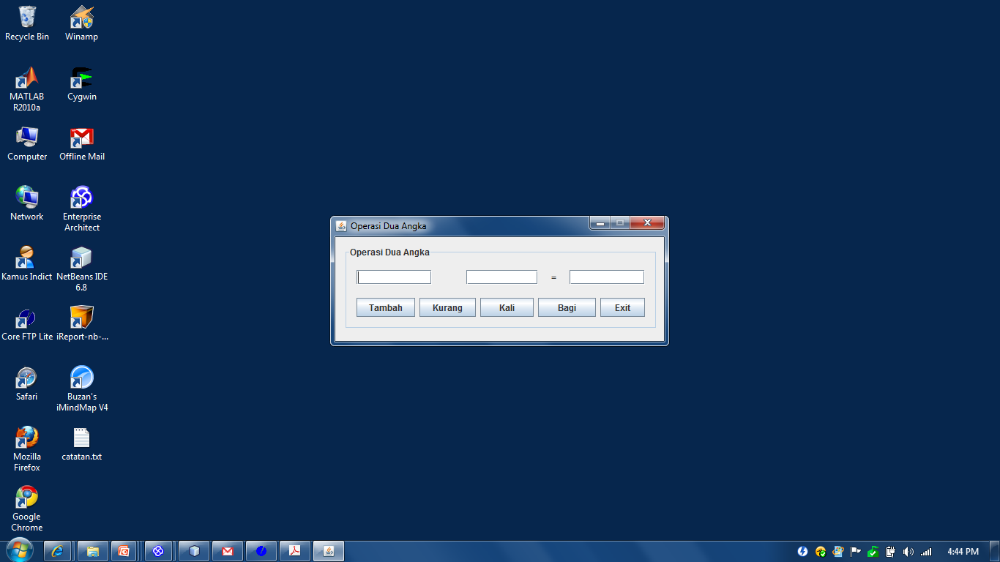 Recycle Bin
Winamp
MATLAB
R2010a
Cygwin
Computer
Offline Mail
Network
Enterprise
Architect
Kamus Indict
NetBeans IDE
6.8
Core FTP Lite
iReport-nb-...
Safari
Buzan's
iMindMap V4
Mozilla
Firefox
catatan.txt
Google
Chrome
Operasi Dua Angka
Operasi Dua Angka
=
Tambah
Kurang
Kali
Bagi
Exit
4:44 PM